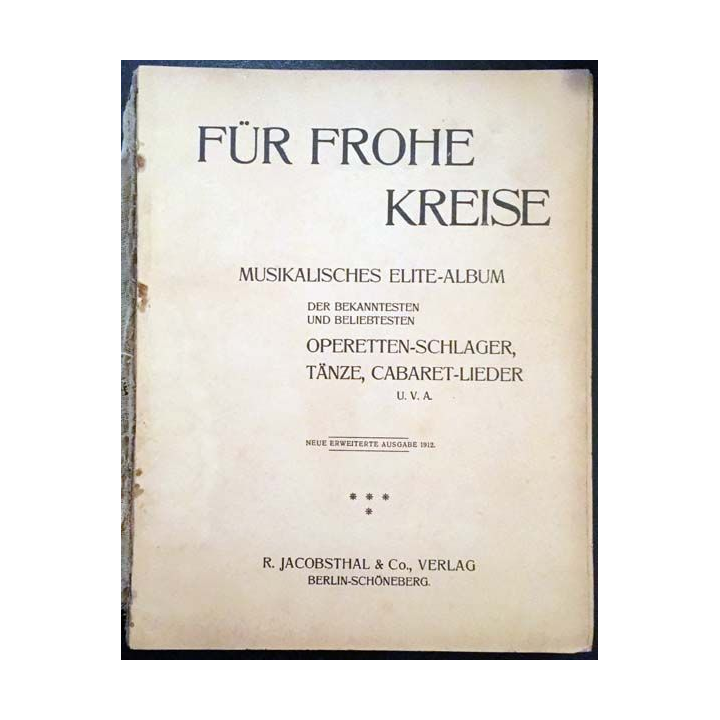 FÜR FROHE
KREISE
MUSIKALISCHES ELITE-ALBUM
DER BEKANNTESTEN
UND BELIEBTESTEN
OPERETTEN-SCHLAGER,
TÄNZE, CABARET-LIEDER
U. V. A.
NEUE ERWEITERTE AUSGABE 1912.
R. JACOBSTHAL & Co., VERLAG
BERLIN-SCHÖNEBERG.